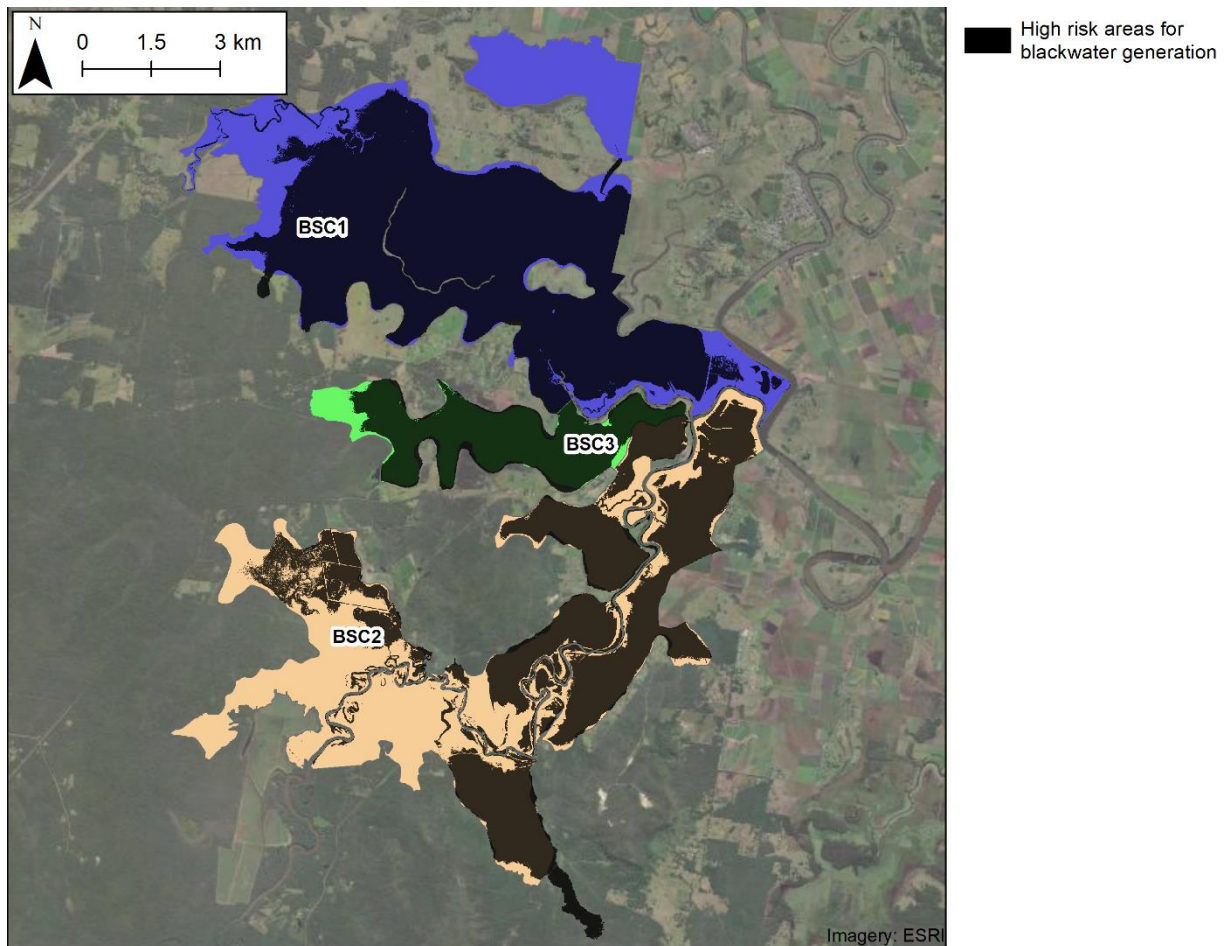 N
0 1.5 3 km
High risk areas for
blackwater generation
BSC1
BSC3
BSC2
Imagery: ESRI